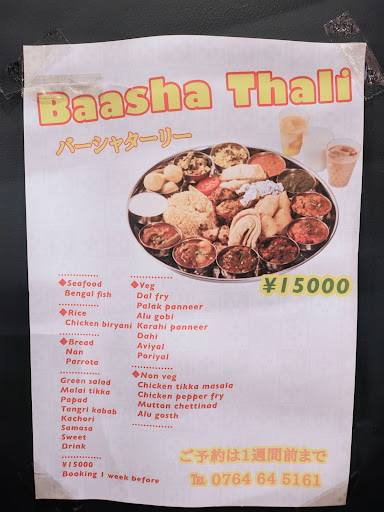 Baasha Thali
バーシャターリー
¥15000
◆Seafood
Bengal fish
◆Rice
Chicken biryani
◆Bread
Nan
Parrota
Green salad
Malai tikka
Papad
Tangri kabab
Kachori
Samosa
Sweet
Drink
¥15000
Booking 1 week before
◆Veg
Dal fry
Palak panneer
Alu gobi
Karahi panneer
Dahi
Aviyal
Poriyal
◆Non veg
Chicken tikka masala
Chicken pepper fry
Mutton chettinad
Alu gosth
ご予約は1週間前まで
℡ 0764 64 5161